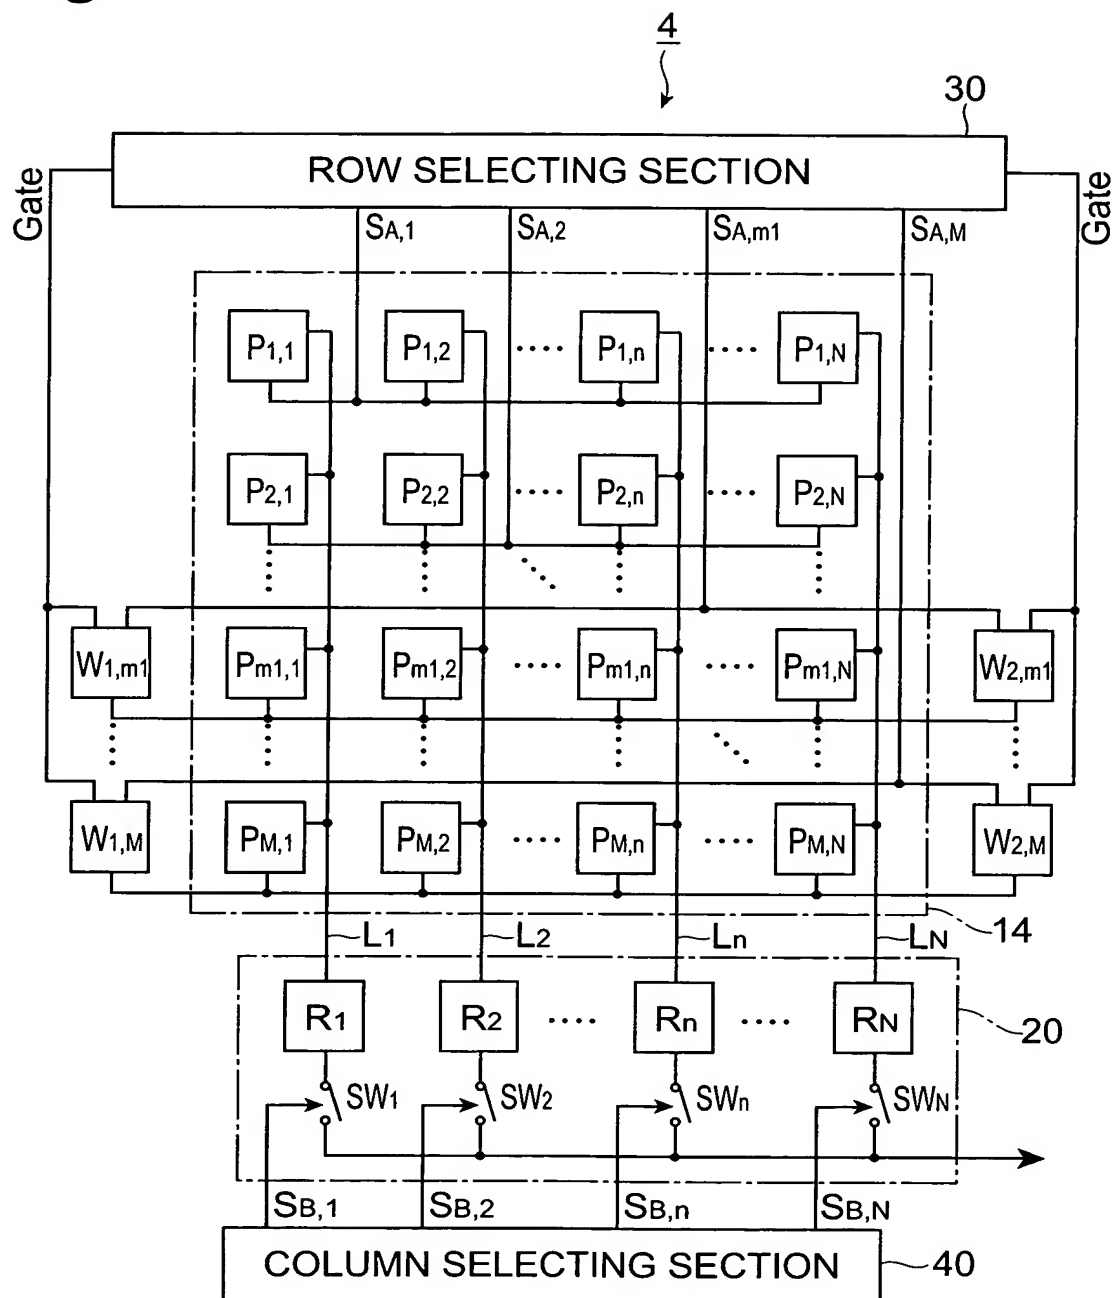 4
30
ROW SELECTING SECTION
Gate
Gate
SA,1 SA,2 SA,m1 SA,M
P1,1 P1,2 ···· P1,n ···· P1,N
P2,1 P2,2 ···· P2,n ···· P2,N
W1,m1 Pm1,1 Pm1,2 ···· Pm1,n ···· Pm1,N W2,m1
W1,M PM,1 PM,2 ···· PM,n ···· PM,N W2,M
14
L1 L2 Ln LN
R1 R2 ···· Rn ···· RN
20
SW1 SW2 SWn SWN
SB,1 SB,2 SB,n SB,N
COLUMN SELECTING SECTION
40